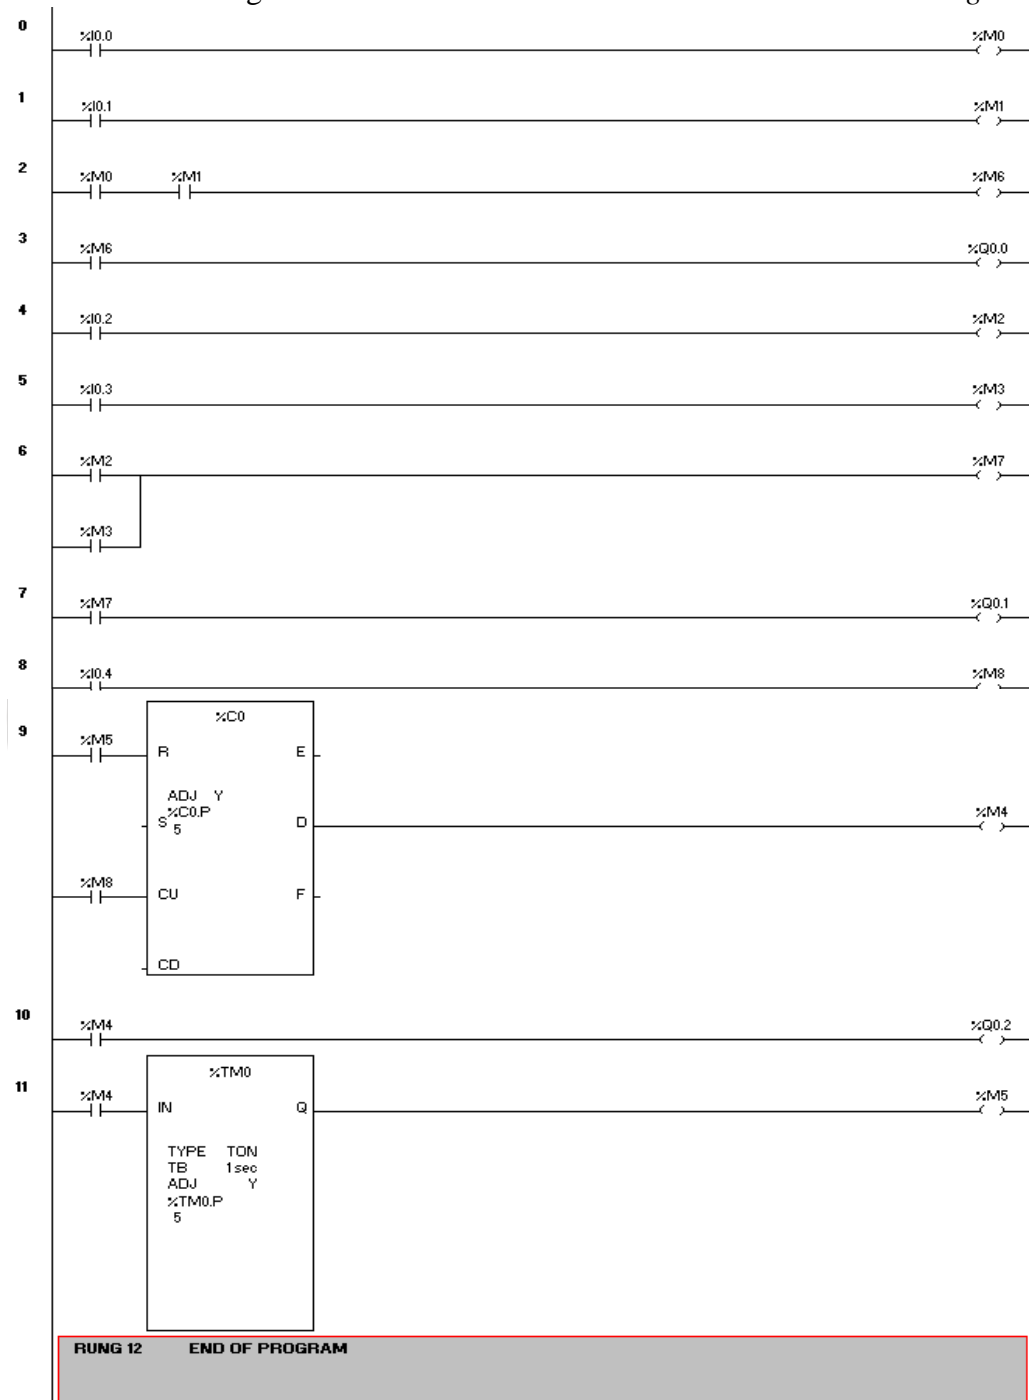 0
%I0.0 %M0
1
%I0.1 %M1
2
%M0 %M1 %M6
3
%M6 %Q0.0
4
%I0.2 %M2
5
%I0.3 %M3
6
%M2 %M7
%M3
7
%M7 %Q0.1
8
%I0.4 %M8
%C0
9
%M5 R E
ADJ Y
%C0.P %M4
S 5 D
%M8 CU F
CD
10
%M4 %Q0.2
%TM0
11
%M4 IN Q %M5
TYPE TON
TB 1sec
ADJ Y
%TM0.P
5
RUNG 12 END OF PROGRAM